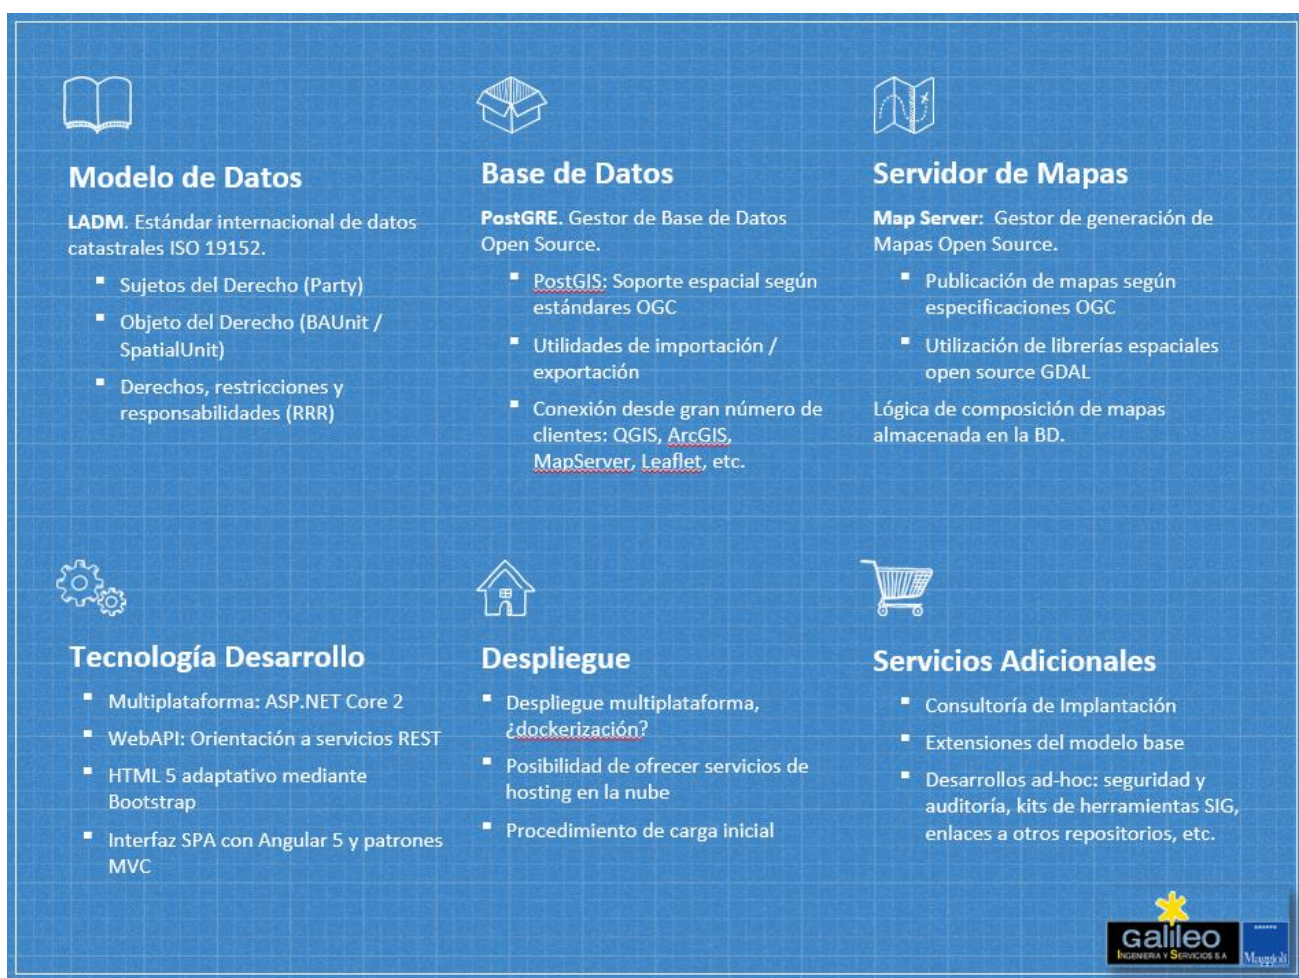 Modelo de Datos
LADM. Estándar internacional de datos
catastrales ISO 19152.
Sujetos del Derecho (Party)
Objeto del Derecho (BAUnit /
SpatialUnit)
Derechos, restricciones y
responsabilidades (RRR)
Base de Datos
PostGRE. Gestor de Base de Datos
Open Source.
PostGIS: Soporte espacial según
estándares OGC
Utilidades de importación /
exportación
Conexión desde gran número de
clientes: QGIS, ArcGIS,
MapServer, Leaflet, etc.
Servidor de Mapas
Map Server: Gestor de generación de
Mapas Open Source.
Publicación de mapas según
especificaciones OGC
Utilización de librerías espaciales
open source GDAL
Lógica de composición de mapas
almacenada en la BD.
Tecnología Desarrollo
Multiplataforma: ASP.NET Core 2
WebAPI: Orientación a servicios REST
HTML 5 adaptativo mediante
Bootstrap
Interfaz SPA con Angular 5 y patrones
MVC
Despliegue
Despliegue multiplataforma,
¿dockerización?
Posibilidad de ofrecer servicios de
hosting en la nube
Procedimiento de carga inicial
Servicios Adicionales
Consultoría de Implantación
Extensiones del modelo base
Desarrollos ad-hoc: seguridad y
auditoría, kits de herramientas SIG,
enlaces a otros repositorios, etc.
Galileo
INGENIERIA Y SERVICIOS S.A
GRUPPO
Maggioli